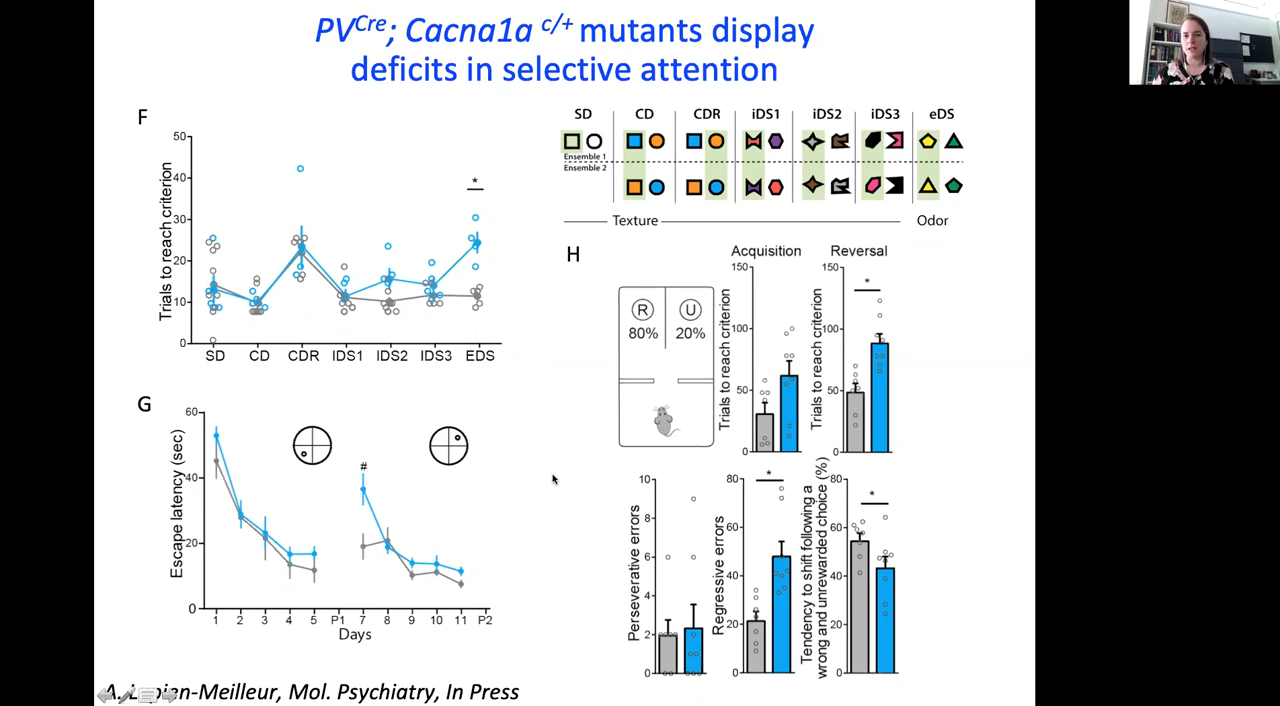 PVCre; Cacna1a c/+ mutants display
deficits in selective attention
F
Trials to reach criterion
50
40
30
20
10
0
*
SD CD CDR IDS1 IDS2 IDS3 EDS
SD CD CDR iDS1 iDS2 iDS3 eDS
Ensemble 1
Ensemble 2
Texture Odor
G
Escape latency (sec)
60
40
20
0
#
1 2 3 4 5 P1 7 8 9 10 11 P2
Days
H
R U
80% 20%
Acquisition
Trials to reach criterion
150
100
50
0
Reversal
Trials to reach criterion
150
100
50
0
*
Perseverative errors
10
8
6
4
2
0
Regressive errors
80
60
40
20
0
*
Tendency to shift following a
wrong and unrewarded choice (%)
80
60
40
20
0
*
-Meilleur, Mol. Psychiatry, In Press